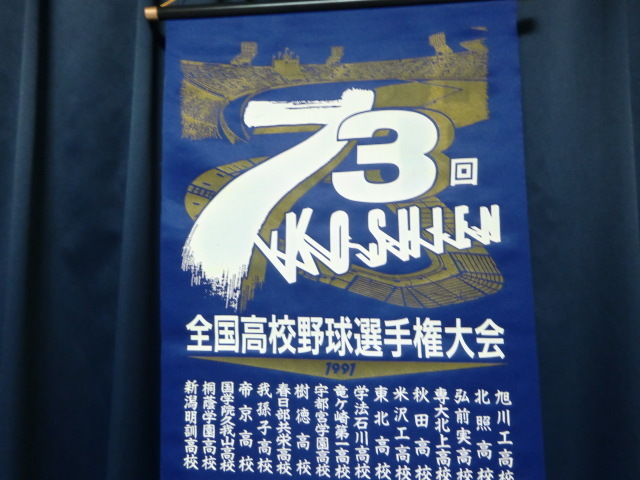 73回
KOSHIEN
全国高校野球選手権大会
1991
旭川工高校
北照高校
弘前実高校
専大北上高校
秋田高校
米沢工高校
東北高校
学法石川高校
竜ケ崎第一高校
宇都宮学園高校
樹徳高校
春日部共栄高校
我孫子高校
帝京高校
国学院久我山高校
桐蔭学園高校
新潟明訓高校